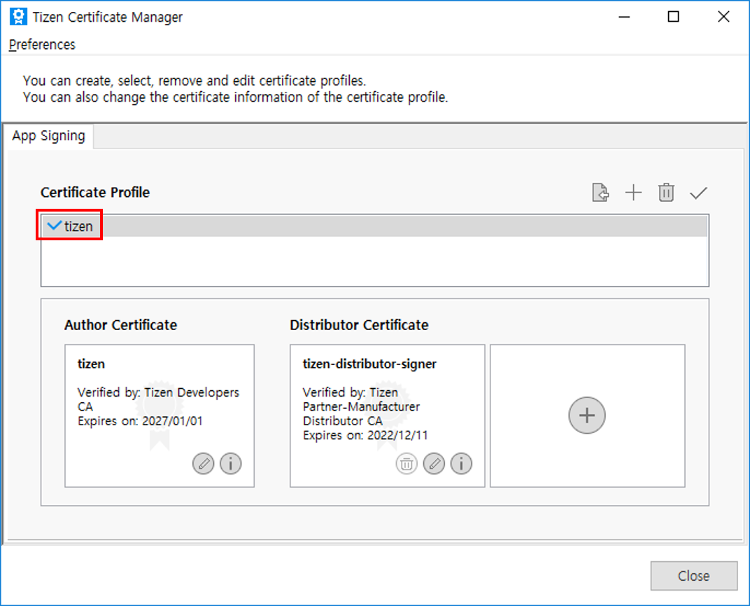 Tizen Certificate Manager
Preferences
You can create, select, remove and edit certificate profiles.
You can also change the certificate information of the certificate profile.
App Signing
Certificate Profile
tizen
Author Certificate
tizen
Verified by: Tizen Developers
CA
Expires on: 2027/01/01
Distributor Certificate
tizen-distributor-signer
Verified by: Tizen
Partner-Manufacturer
Distributor CA
Expires on: 2022/12/11
Close